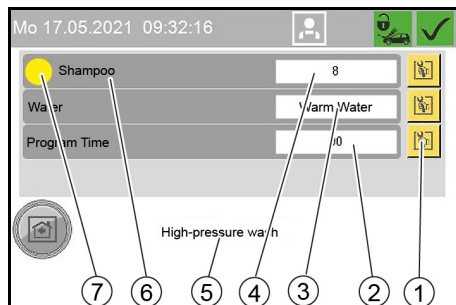 Mo 17.05.2021 09:32:16
Shampoo 8
Water Warm Water
Program Time
High-pressure wash
7 6 5 4 3 2 1